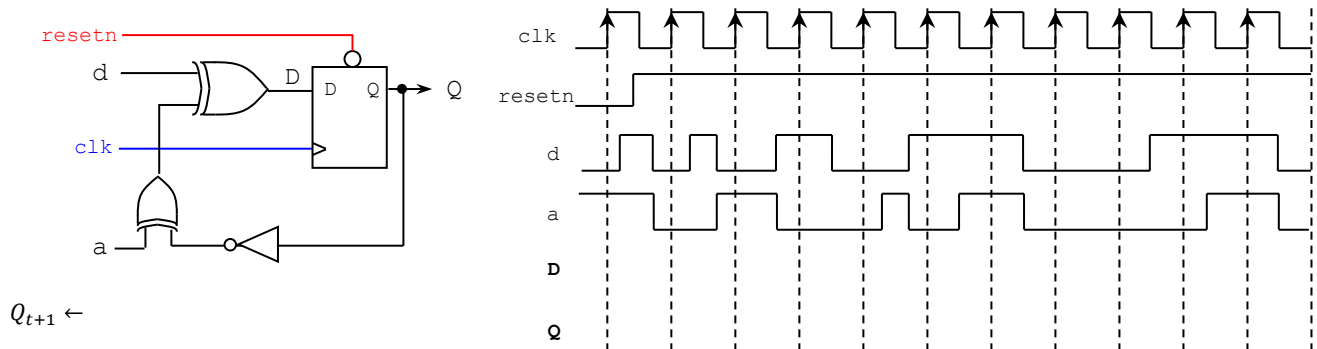 resetn
d
D
D Q
Q
clk
a
Q_{t+1} ←
clk
resetn
d
a
D
Q